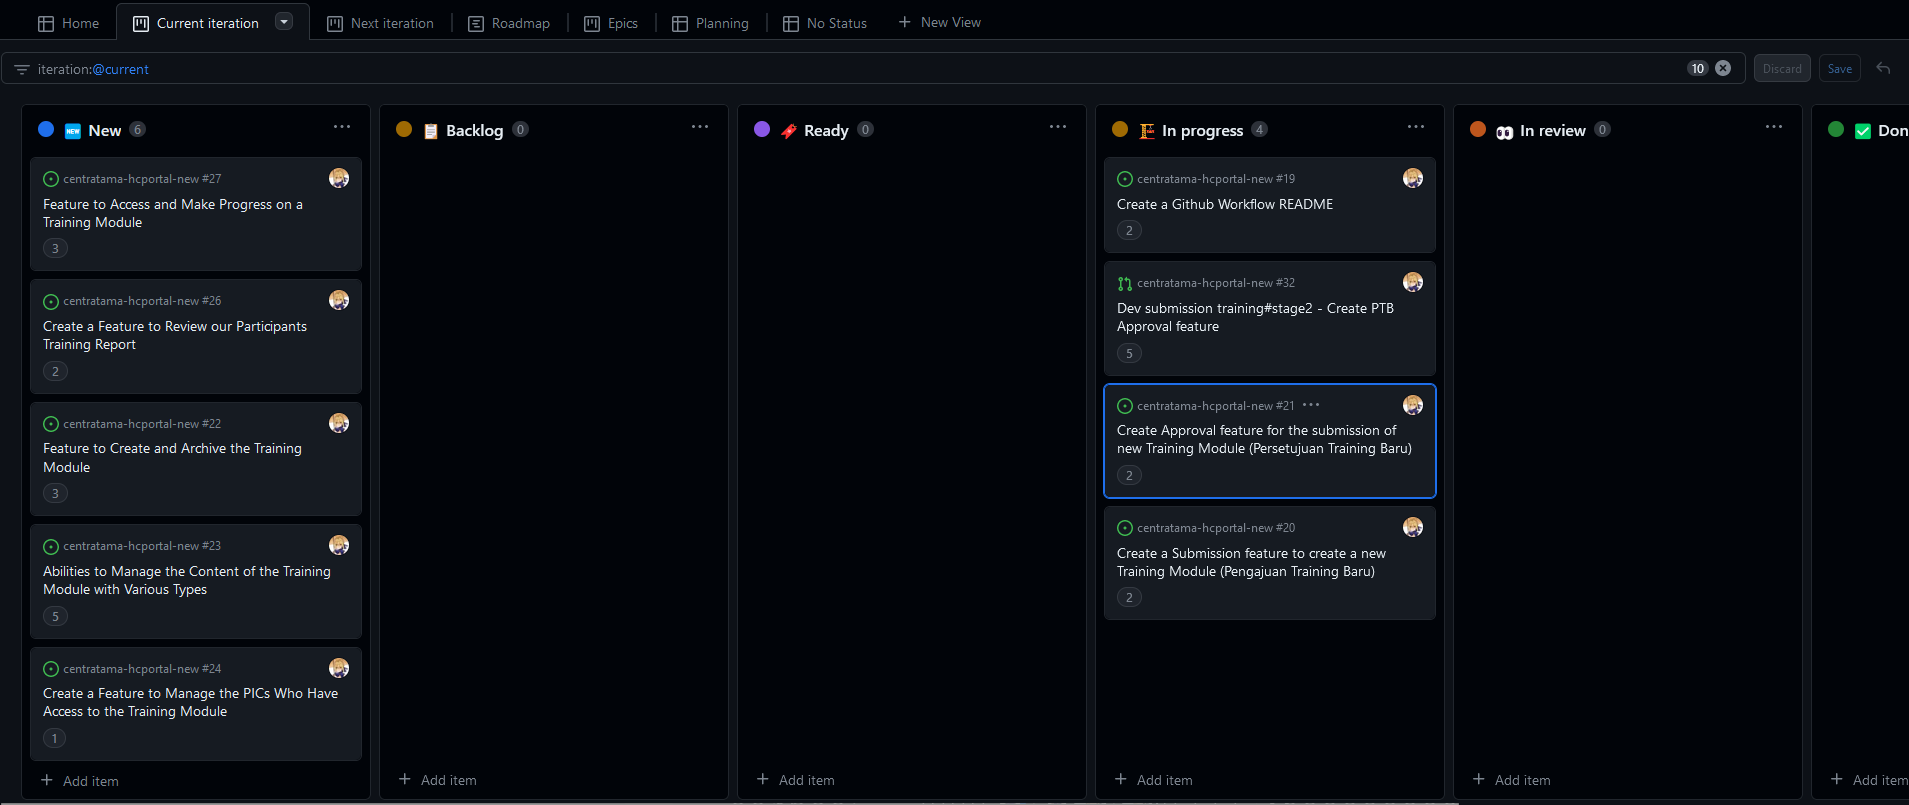 Home
Current iteration
Next iteration
Roadmap
Epics
Planning
No Status
New View
iteration:@current
10
Discard
Save
NEW New 6
centratama-hcportal-new #27
Feature to Access and Make Progress on a
Training Module
3
centratama-hcportal-new #26
Create a Feature to Review our Participants
Training Report
2
centratama-hcportal-new #22
Feature to Create and Archive the Training
Module
3
centratama-hcportal-new #23
Abilities to Manage the Content of the Training
Module with Various Types
5
centratama-hcportal-new #24
Create a Feature to Manage the PICs Who Have
Access to the Training Module
1
Add item
Backlog 0
Add item
Ready 0
Add item
In progress 4
centratama-hcportal-new #19
Create a Github Workflow README
2
centratama-hcportal-new #32
Dev submission training#stage2 - Create PTB
Approval feature
5
centratama-hcportal-new #21
Create Approval feature for the submission of
new Training Module (Persetujuan Training Baru)
2
centratama-hcportal-new #20
Create a Submission feature to create a new
Training Module (Pengajuan Training Baru)
2
Add item
In review 0
Add item
Don
Add item